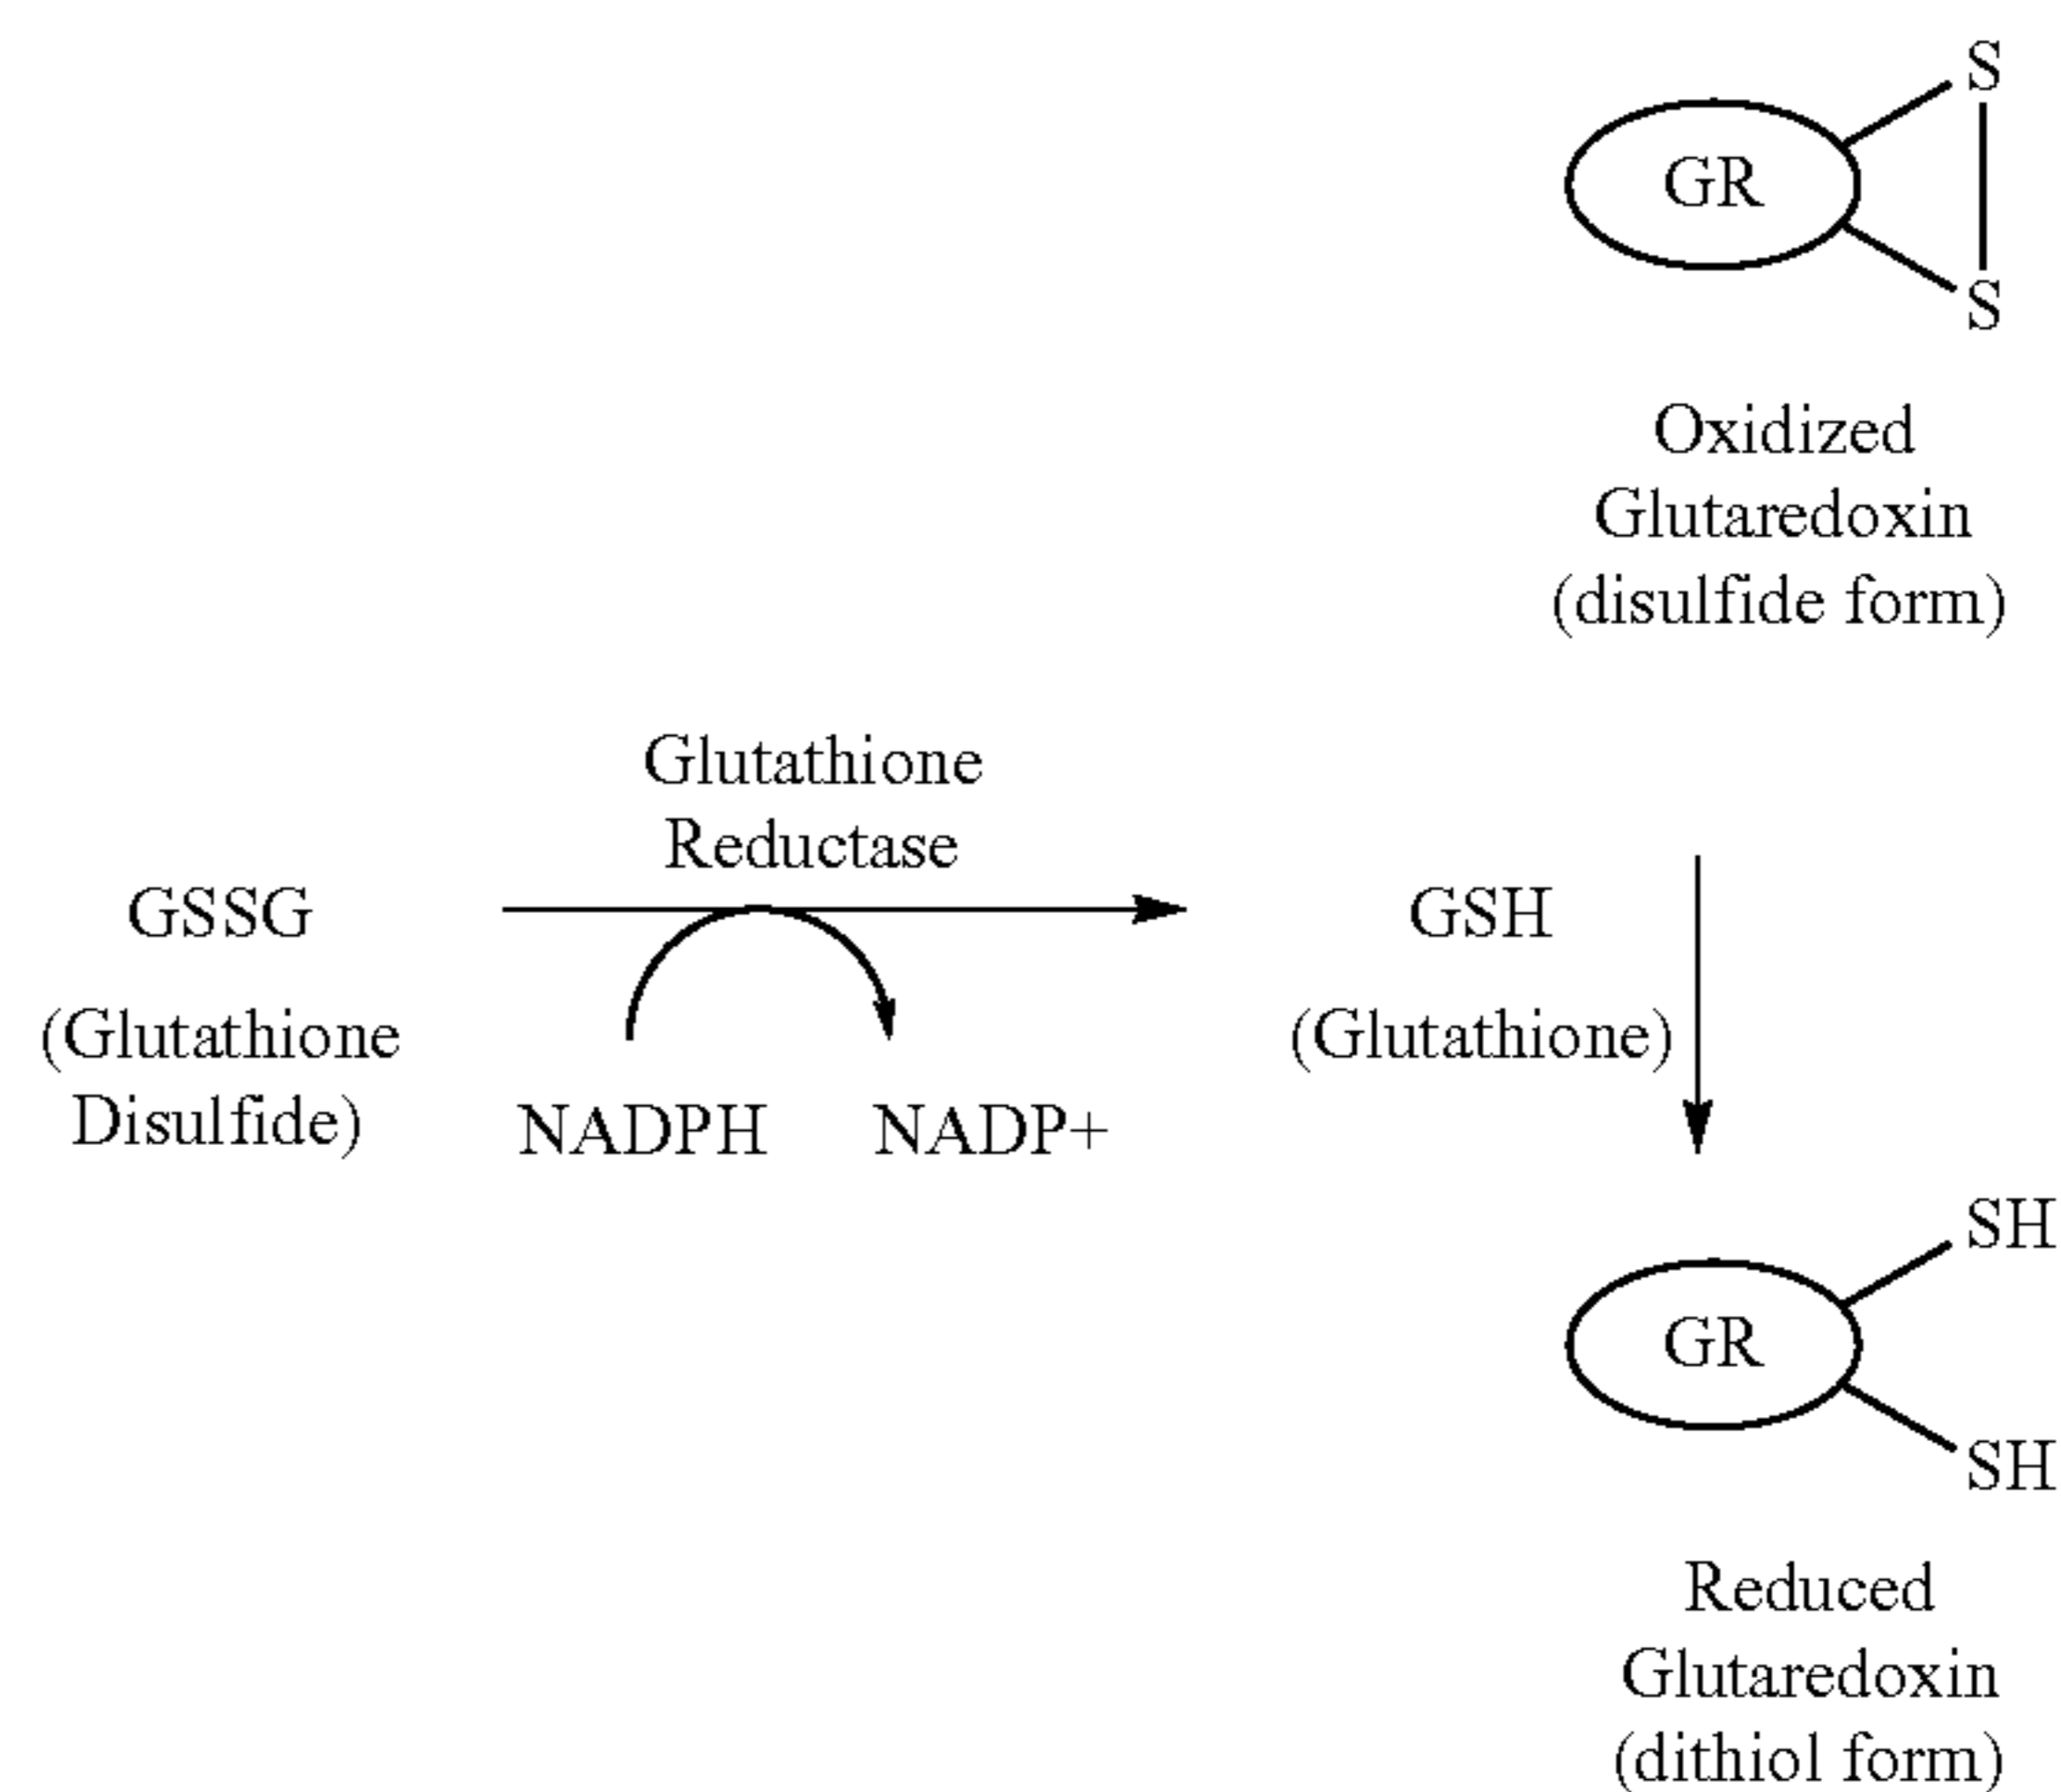 S
GR
S
Oxidized
Glutaredoxin
(disulfide form)
Glutathione
Reductase
GSSG
(Glutathione
Disulfide)
NADPH
NADP+
GSH
(Glutathione)
SH
GR
SH
Reduced
Glutaredoxin
(dithiol form)